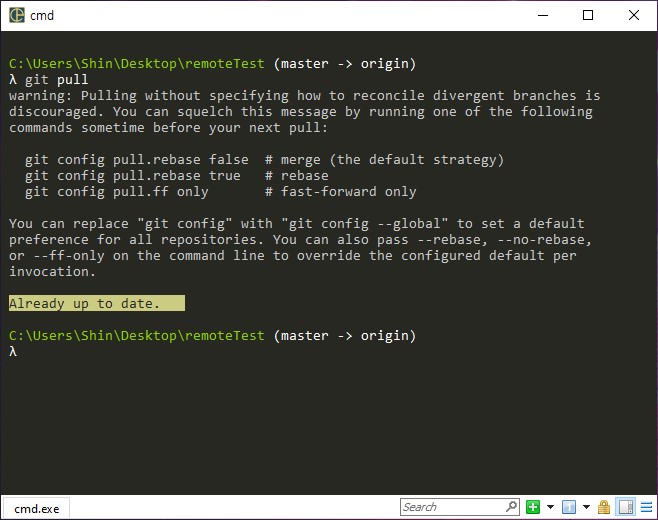 cmd
C:\Users\Shin\Desktop\remoteTest (master -> origin)
λ git pull
warning: Pulling without specifying how to reconcile divergent branches is
discouraged. You can squelch this message by running one of the following
commands sometime before your next pull:
  git config pull.rebase false  # merge (the default strategy)
  git config pull.rebase true   # rebase
  git config pull.ff only       # fast-forward only
You can replace "git config" with "git config --global" to set a default
preference for all repositories. You can also pass --rebase, --no-rebase,
or --ff-only on the command line to override the configured default per
invocation.
Already up to date.
C:\Users\Shin\Desktop\remoteTest (master -> origin)
λ
cmd.exe
Search